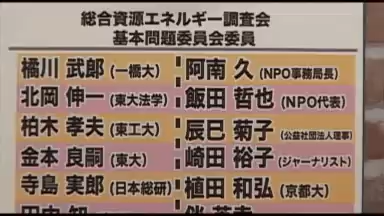 総合資源エネルギー調査会
基本問題委員会委員
橘川 武郎(一橋大)
阿南 久(NPO事務局長)
北岡 伸一(東大法学)
飯田 哲也(NPO代表)
柏木 孝夫(東工大)
辰巳 菊子(公益社団法人理事)
金本 良嗣(東大)
崎田 裕子(ジャーナリスト)
寺島 実郎(日本総研)
植田 和弘(京都大)